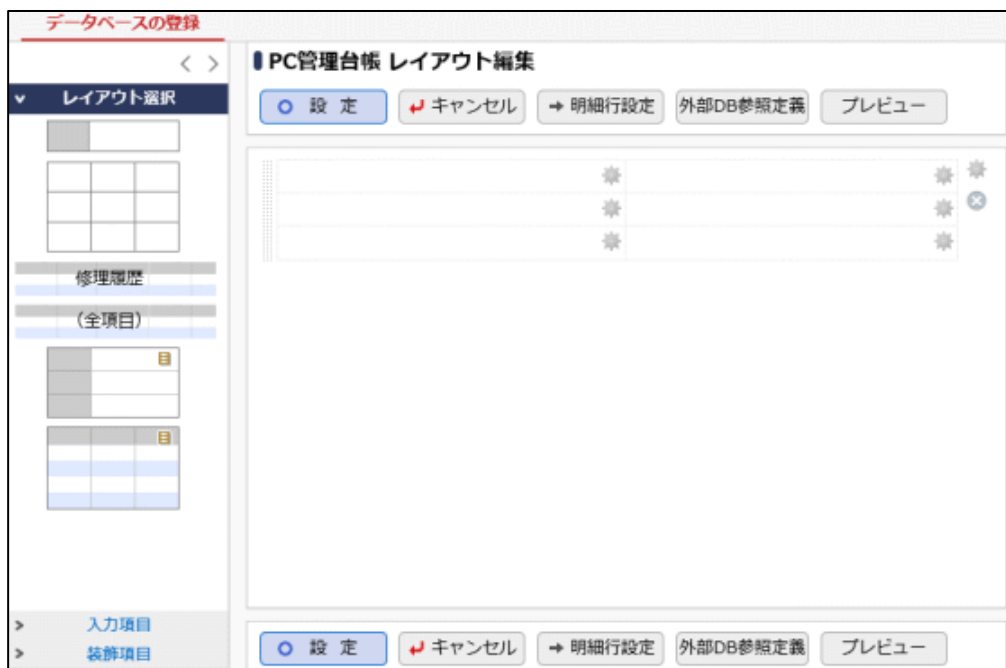 データベースの登録
レイアウト選択
修理履歴
(全項目)
入力項目
装飾項目
PC管理台帳 レイアウト編集
設 定 キャンセル 明細行設定 外部DB参照定義 プレビュー
設 定 キャンセル 明細行設定 外部DB参照定義 プレビュー